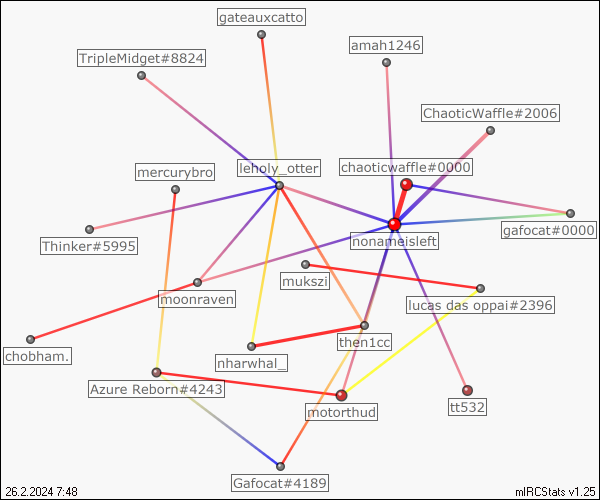 gateauxcatto
amah1246
TripleMidget#8824
ChaoticWaffle#2006
leholy_otter
chaoticwaffle#0000
mercurybro
gafocat#0000
nonameisleft
Thinker#5995
mukszi
moonraven
lucas das oppai#2396
then1cc
chobham.
nharwhal_
Azure Reborn#4243
motorthud
tt532
Gafocat#4189
26.2.2024 7:48
mIRCStats v1.25